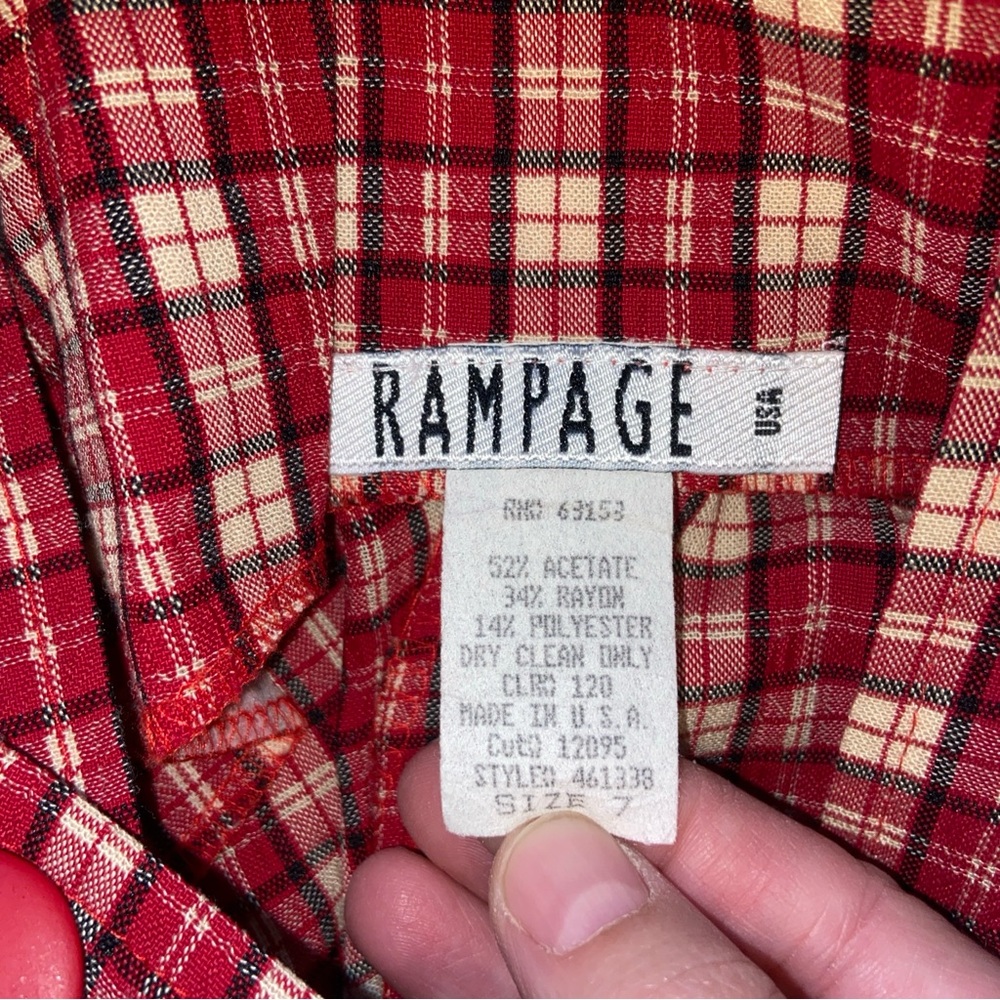 RAMPAGE USA
RN# 63153
52% ACETATE
34% RAYON
14% POLYESTER
DRY CLEAN ONLY
CLR# 120
MADE IN U.S.A.
Cut# 12095
STYLE# 461338
SIZE 7